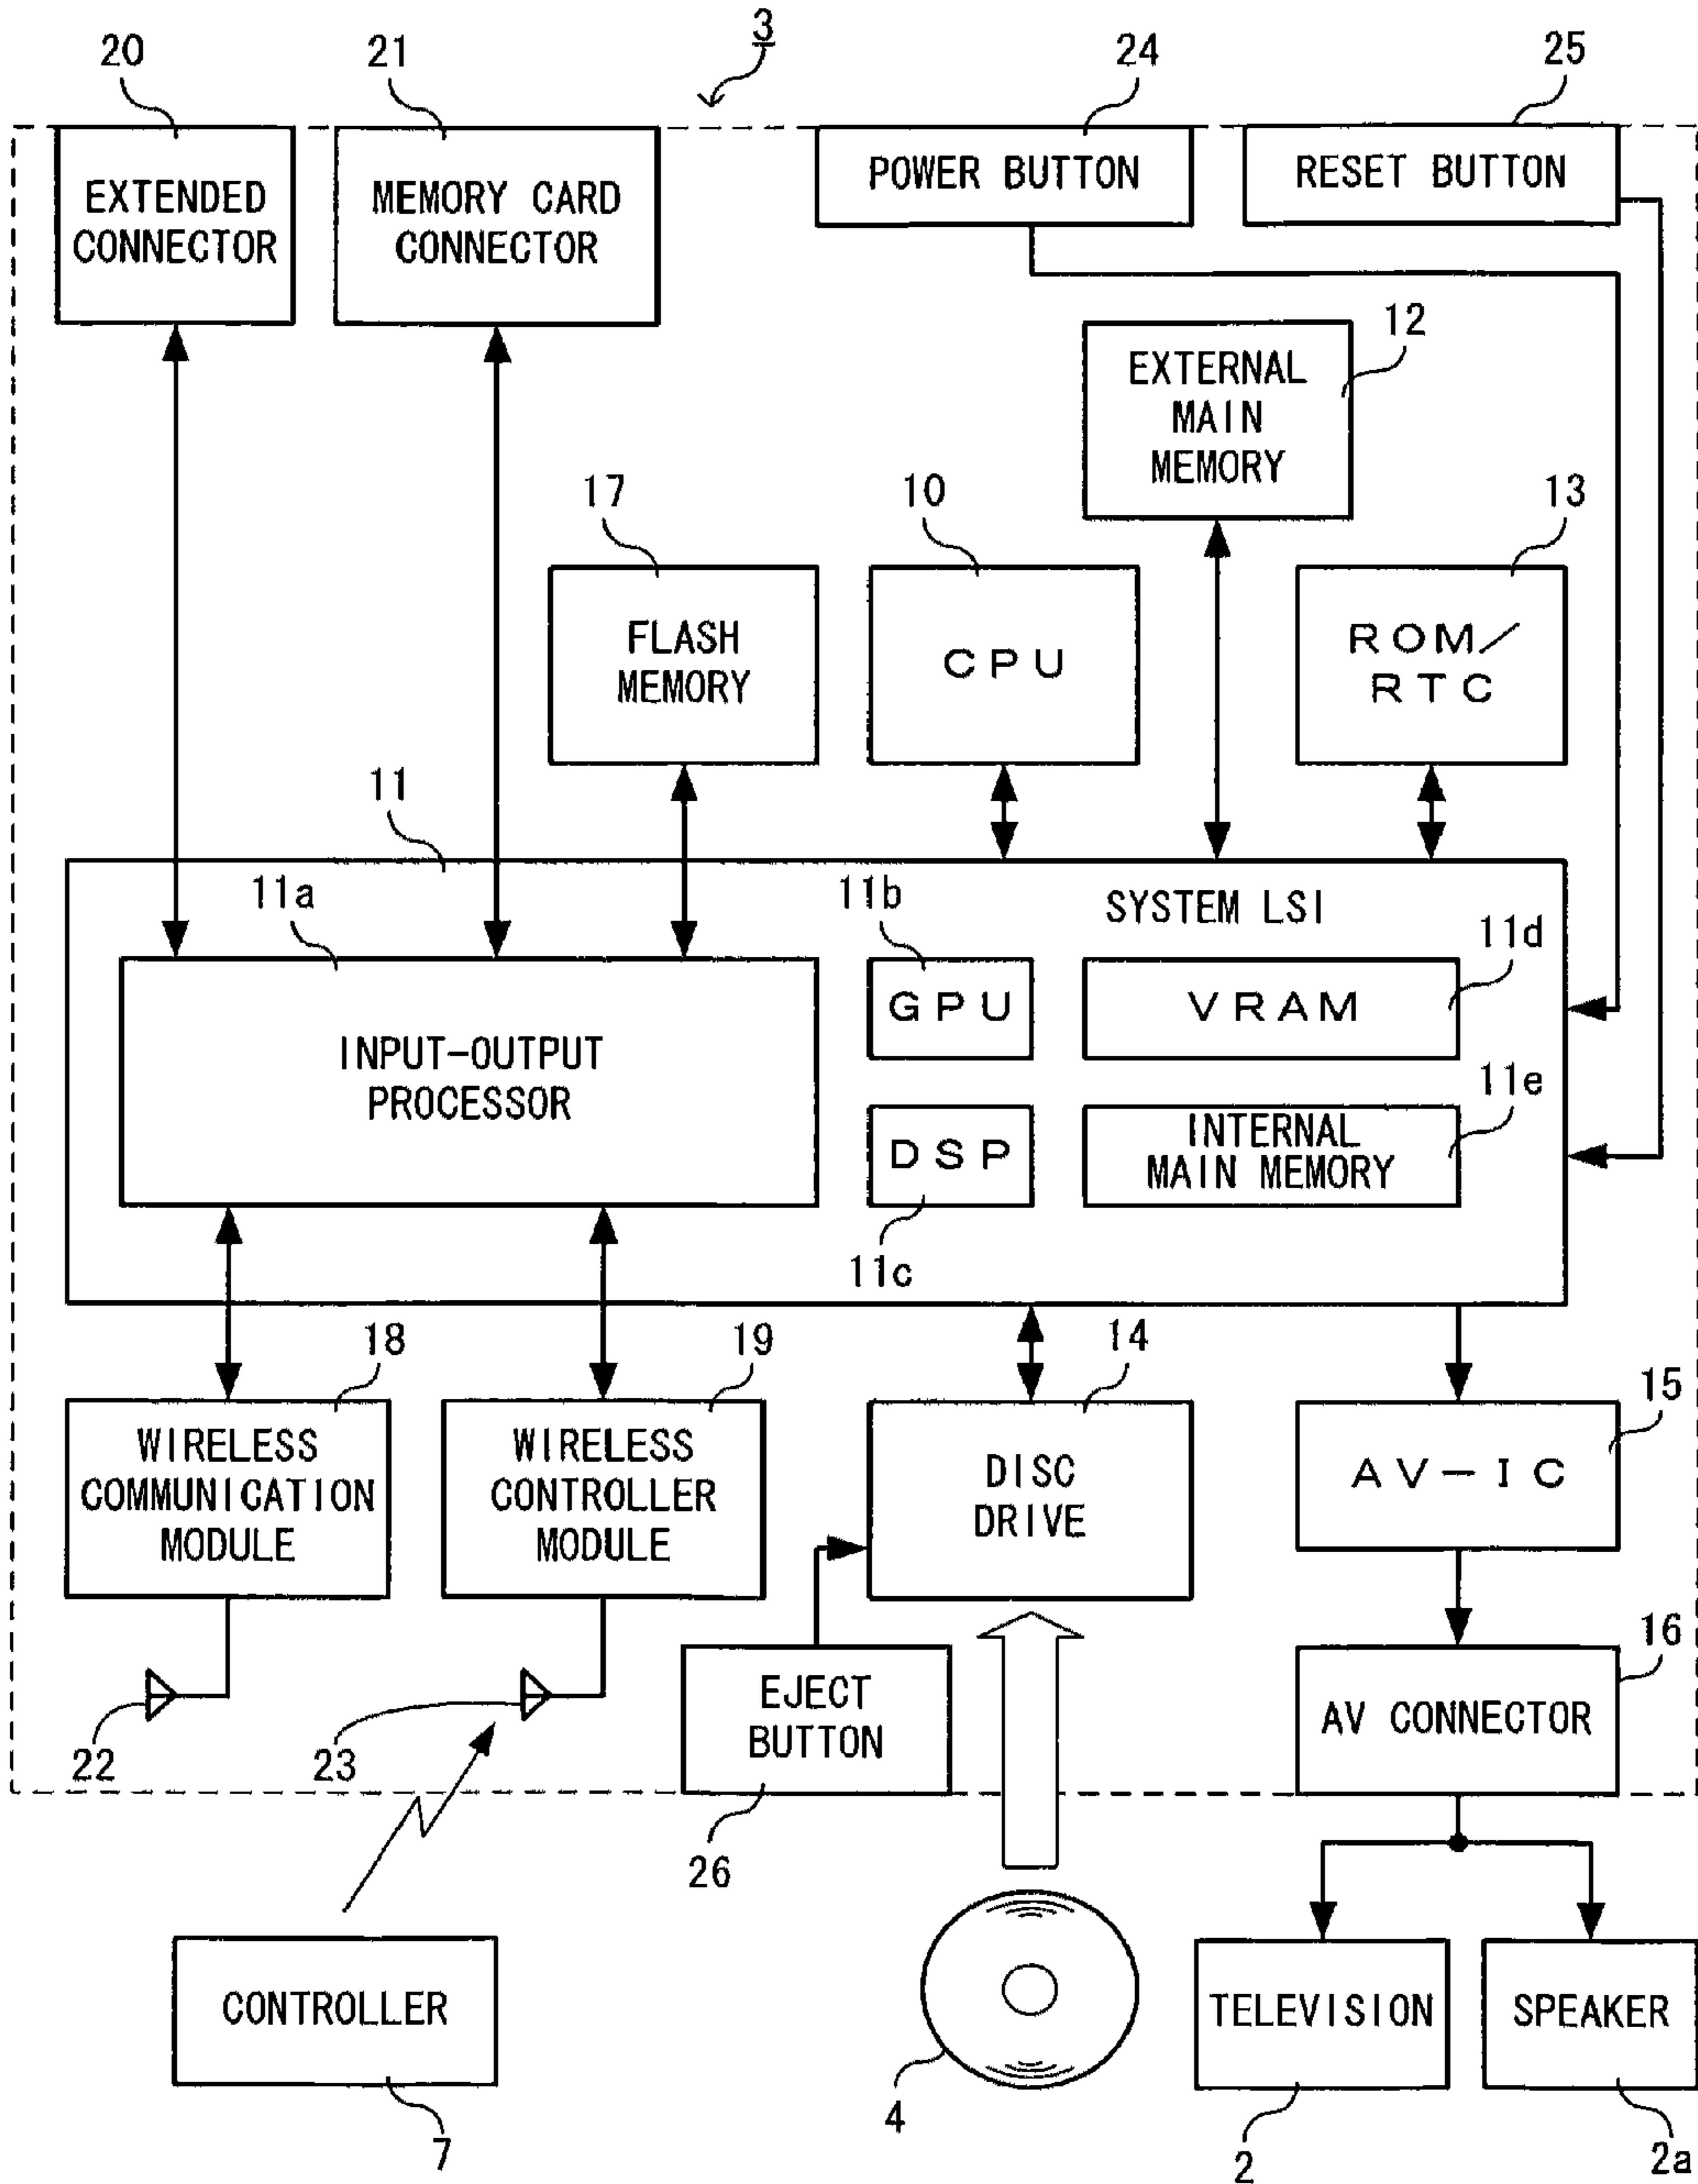 3
20
21
24
25
EXTENDED
CONNECTOR
MEMORY CARD
CONNECTOR
POWER BUTTON
RESET BUTTON
12
EXTERNAL
MAIN
MEMORY
17
10
13
FLASH
MEMORY
CPU
ROM/
RTC
11
SYSTEM LSI
11a
INPUT-OUTPUT
PROCESSOR
11b
GPU
11d
VRAM
DSP
11c
11e
INTERNAL
MAIN MEMORY
18
19
14
15
WIRELESS
COMMUNICATION
MODULE
WIRELESS
CONTROLLER
MODULE
DISC
DRIVE
AV-IC
16
22
23
EJECT
BUTTON
AV CONNECTOR
26
CONTROLLER
7
4
TELEVISION
2
SPEAKER
2a